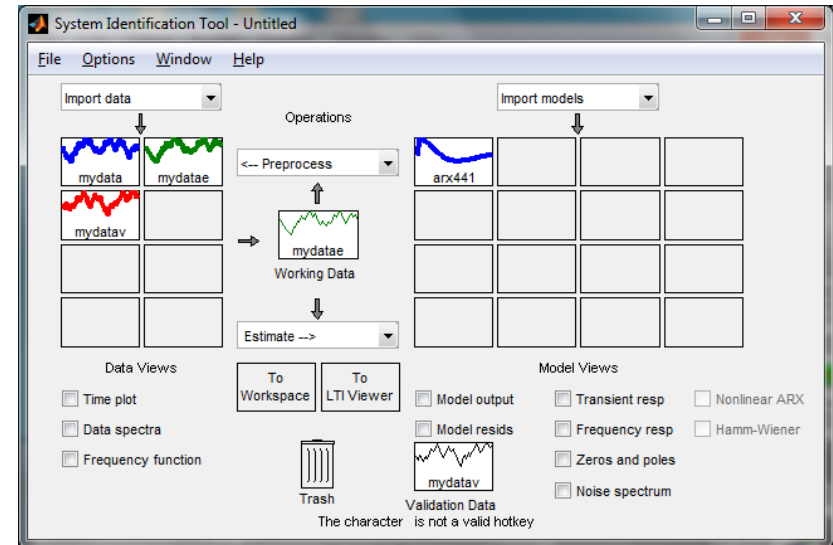 System Identification Tool - Untitled
File Options Window Help
Import data
Import models
Operations
mydata
mydatae
<-- Preprocess
arx441
mydatav
mydatae
Working Data
Estimate -->
Data Views
Model Views
To Workspace
To LTI Viewer
Time plot
Data spectra
Frequency function
Model output
Transient resp
Nonlinear ARX
Model resids
Frequency resp
Hamm-Wiener
Zeros and poles
Noise spectrum
mydatav
Validation Data
Trash
The character is not a valid hotkey